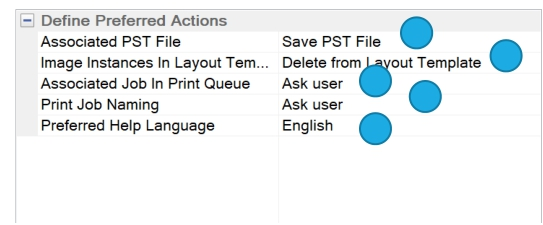 Define Preferred Actions
Associated PST File Save PST File
Image Instances In Layout Tem... Delete from Layout Template
Associated Job In Print Queue Ask user
Print Job Naming Ask user
Preferred Help Language English